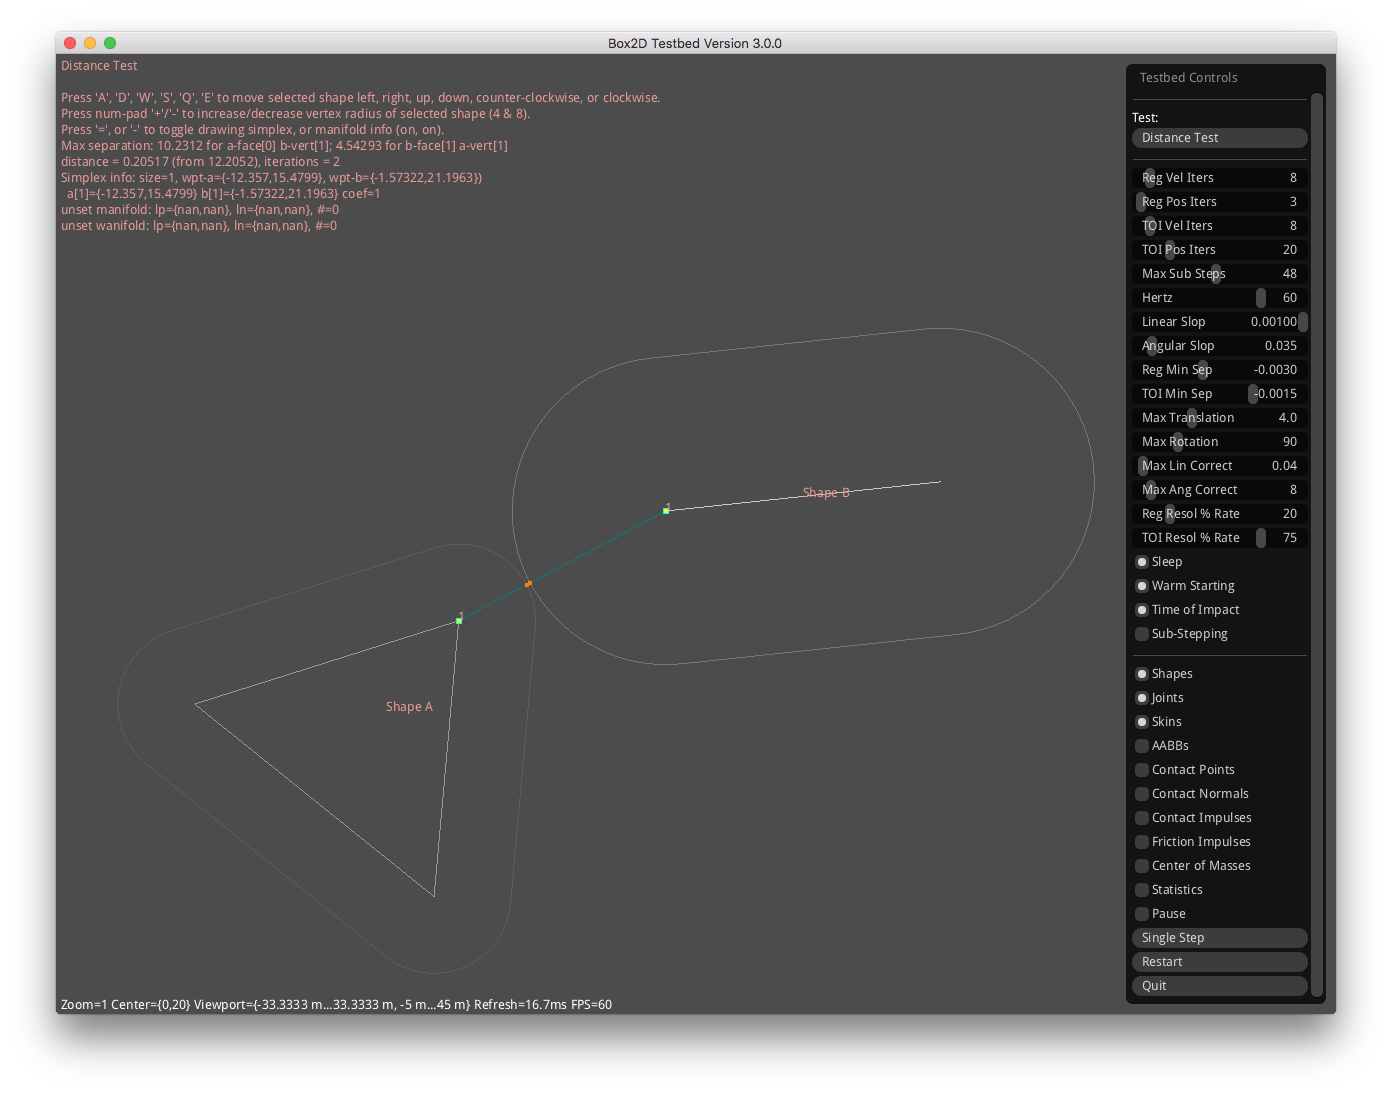 Box2D Testbed Version 3.0.0
Distance Test
Press 'A', 'D', 'W', 'S', 'Q', 'E' to move selected shape left, right, up, down, counter-clockwise, or clockwise.
Press num-pad '+'/'-' to increase/decrease vertex radius of selected shape (4 & 8).
Press '=', or '-' to toggle drawing simplex, or manifold info (on, on).
Max separation: 10.2312 for a-face[0] b-vert[1]; 4.54293 for b-face[1] a-vert[1]
distance = 0.20517 (from 12.2052), iterations = 2
Simplex info: size=1, wpt-a={-12.357,15.4799}, wpt-b={-1.57322,21.1963})
a[1]={-12.357,15.4799} b[1]={-1.57322,21.1963} coef=1
unset manifold: lp={nan,nan}, ln={nan,nan}, #=0
unset wanifold: lp={nan,nan}, ln={nan,nan}, #=0
Shape B
1
1
Shape A
Zoom=1 Center={0,20} Viewport={-33.3333 m...33.3333 m, -5 m...45 m} Refresh=16.7ms FPS=60
Testbed Controls
Test:
Distance Test
Reg Vel Iters 8
Reg Pos Iters 3
TOI Vel Iters 8
TOI Pos Iters 20
Max Sub Steps 48
Hertz 60
Linear Slop 0.00100
Angular Slop 0.035
Reg Min Sep -0.0030
TOI Min Sep -0.0015
Max Translation 4.0
Max Rotation 90
Max Lin Correct 0.04
Max Ang Correct 8
Reg Resol % Rate 20
TOI Resol % Rate 75
Sleep
Warm Starting
Time of Impact
Sub-Stepping
Shapes
Joints
Skins
AABBs
Contact Points
Contact Normals
Contact Impulses
Friction Impulses
Center of Masses
Statistics
Pause
Single Step
Restart
Quit